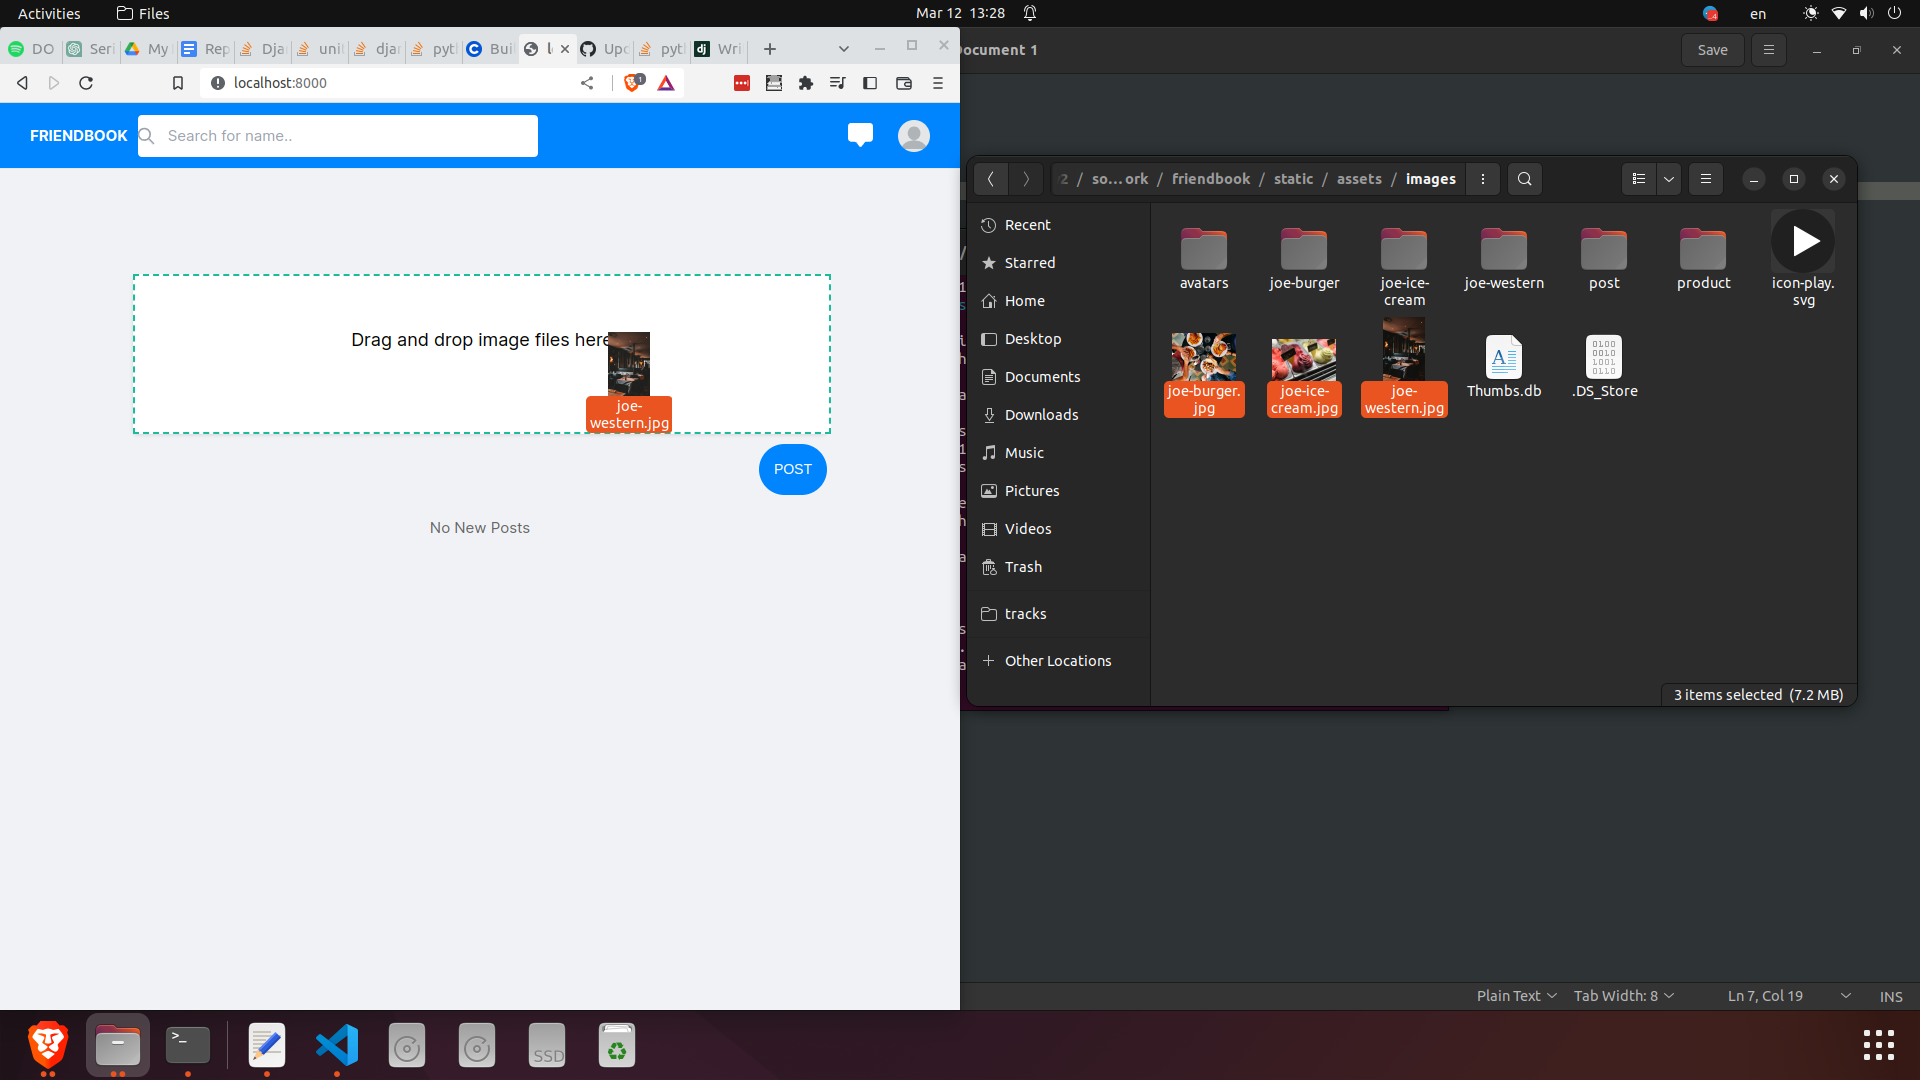 Activities
Files
Mar 12 13:28
en
DO
Seri
My
Rep
Dja
uni
djar
pyt
Bui
Upc
pyt
Wri
localhost:8000
Document 1
Save
FRIENDBOOK
Search for name..
Drag and drop image files here
joe-
western.jpg
POST
No New Posts
so...ork / friendbook / static / assets / images
Recent
Starred
Home
Desktop
Documents
Downloads
Music
Pictures
Videos
Trash
tracks
Other Locations
avatars
joe-burger
joe-ice-
cream
joe-western
post
product
icon-play.
svg
joe-burger.
jpg
joe-ice-
cream.jpg
joe-
western.jpg
Thumbs.db
.DS_Store
3 items selected (7.2 MB)
Plain Text
Tab Width: 8
Ln 7, Col 19
INS
SSD